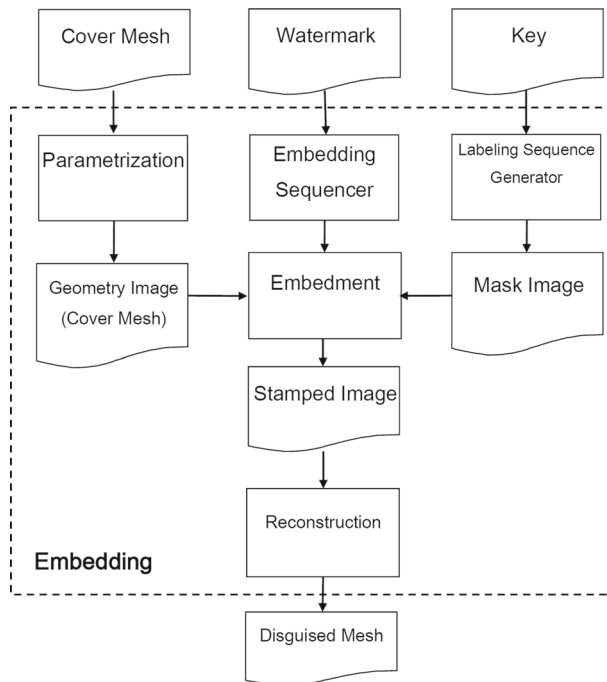 Cover Mesh
Watermark
Key
Parametrization
Embedding
Sequencer
Labeling Sequence
Generator
Geometry Image
(Cover Mesh)
Embedment
Mask Image
Stamped Image
Reconstruction
Embedding
Disguised Mesh